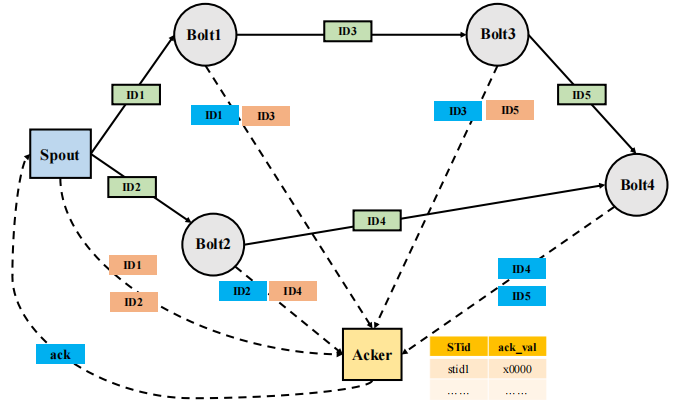 Bolt1
ID3
Bolt3
ID1
ID5
ID1 ID3
ID3 ID5
Spout
ID2
Bolt4
ID4
Bolt2
ID1
ID2
ID2 ID4
ID4
ID5
ack
Acker
STid ack_val
stid1 x0000
…… ……